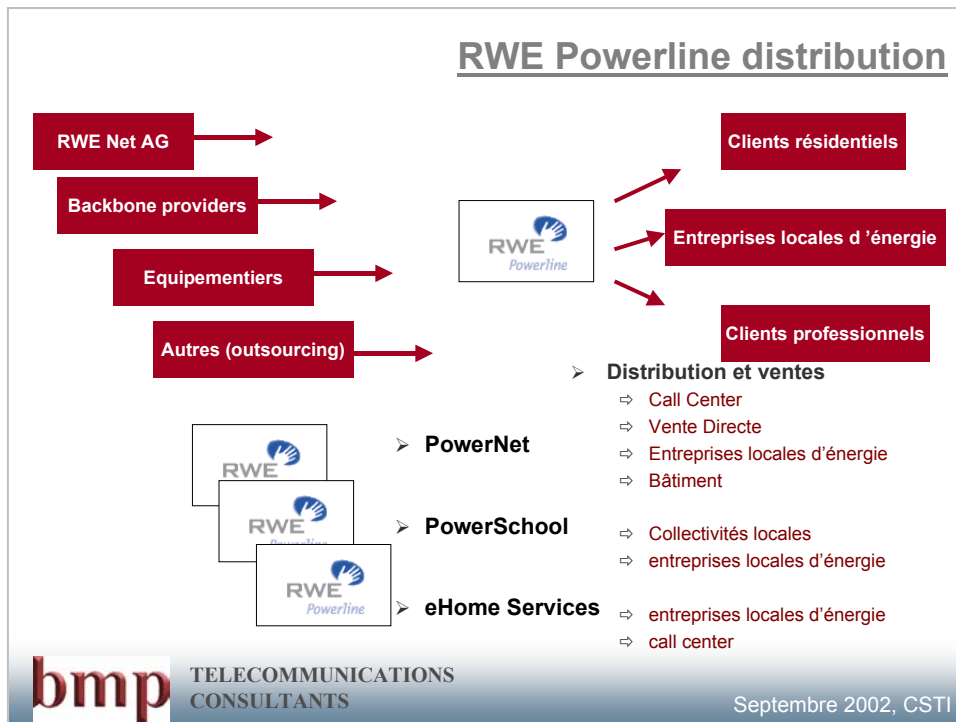 RWE Powerline distribution
RWE Net AG
Backbone providers
Equipementiers
Autres (outsourcing)
RWE
Powerline
Clients résidentiels
Entreprises locales d ’énergie
Clients professionnels
Distribution et ventes
Call Center
Vente Directe
Entreprises locales d’énergie
Bâtiment
Collectivités locales
entreprises locales d’énergie
entreprises locales d’énergie
call center
RWE
RWE
Powerline
RWE
Powerline
PowerNet
PowerSchool
eHome Services
bmp
TELECOMMUNICATIONS
CONSULTANTS
Septembre 2002, CSTI